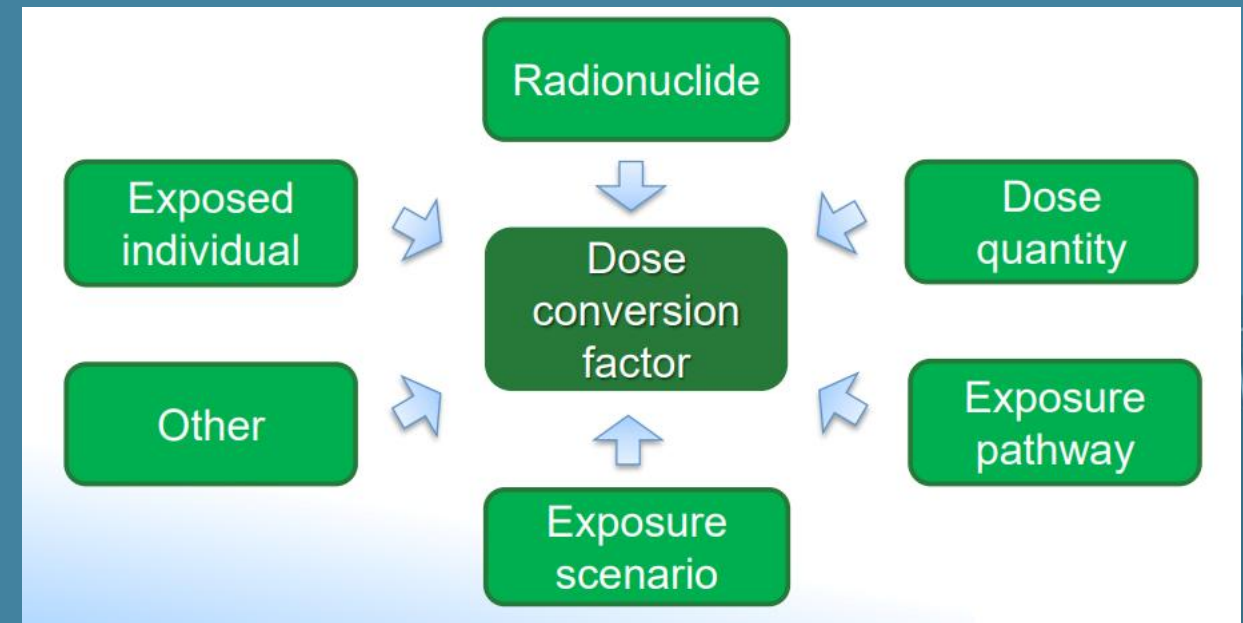 Radionuclide
Exposed
individual
Dose
quantity
Dose
conversion
factor
Other
Exposure
pathway
Exposure
scenario